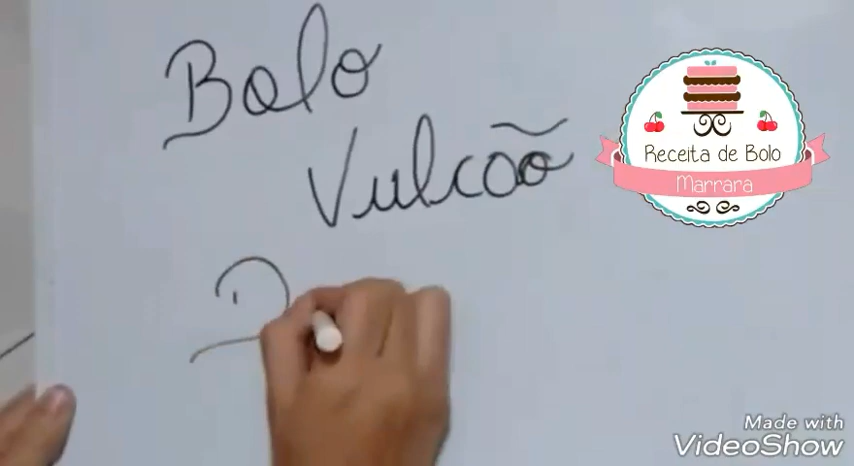 Bolo
Vulcão
D
Receita de Bolo
Marrara
Made with
VideoShow